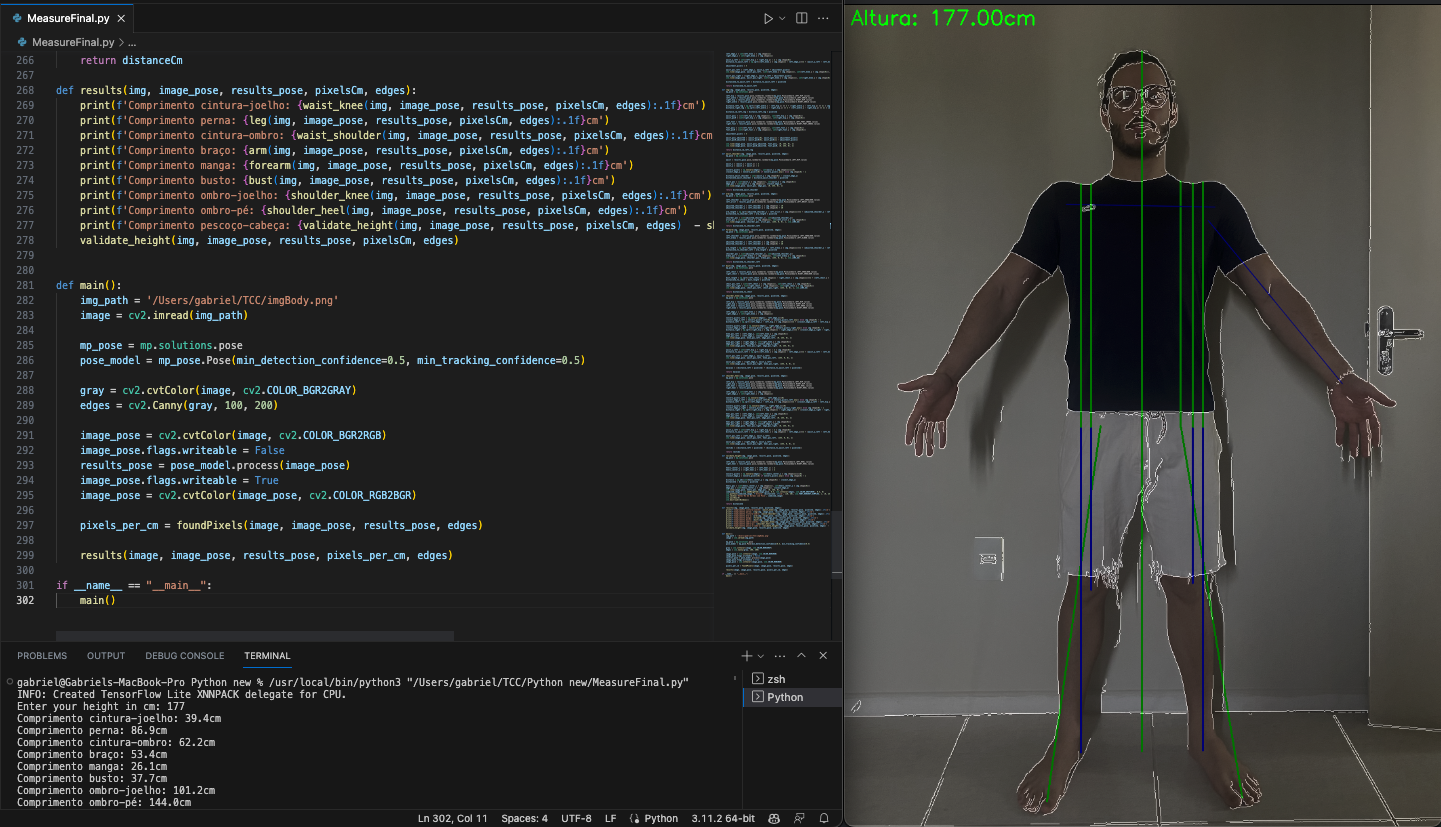 MeasureFinal.py
MeasureFinal.py > ...
266 return distanceCm
267
268 def results(img, image_pose, results_pose, pixelsCm, edges):
269 print(f'Comprimento cintura-joelho: {waist_knee(img, image_pose, results_pose, pixelsCm, edges):.1f}cm')
270 print(f'Comprimento perna: {leg(img, image_pose, results_pose, pixelsCm, edges):.1f}cm')
271 print(f'Comprimento cintura-ombro: {waist_shoulder(img, image_pose, results_pose, pixelsCm, edges):.1f}cm
272 print(f'Comprimento braço: {arm(img, image_pose, results_pose, pixelsCm, edges):.1f}cm')
273 print(f'Comprimento manga: {forearm(img, image_pose, results_pose, pixelsCm, edges):.1f}cm')
274 print(f'Comprimento busto: {bust(img, image_pose, results_pose, pixelsCm, edges):.1f}cm')
275 print(f'Comprimento ombro-joelho: {shoulder_knee(img, image_pose, results_pose, pixelsCm, edges):.1f}cm')
276 print(f'Comprimento ombro-pé: {shoulder_heel(img, image_pose, results_pose, pixelsCm, edges):.1f}cm')
277 print(f'Comprimento pescoço-cabeça: {validate_height(img, image_pose, results_pose, pixelsCm, edges) - s
278 validate_height(img, image_pose, results_pose, pixelsCm, edges)
279
280
281 def main():
282 img_path = '/Users/gabriel/TCC/imgBody.png'
283 image = cv2.imread(img_path)
284
285 mp_pose = mp.solutions.pose
286 pose_model = mp_pose.Pose(min_detection_confidence=0.5, min_tracking_confidence=0.5)
287
288 gray = cv2.cvtColor(image, cv2.COLOR_BGR2GRAY)
289 edges = cv2.Canny(gray, 100, 200)
290
291 image_pose = cv2.cvtColor(image, cv2.COLOR_BGR2RGB)
292 image_pose.flags.writeable = False
293 results_pose = pose_model.process(image_pose)
294 image_pose.flags.writeable = True
295 image_pose = cv2.cvtColor(image_pose, cv2.COLOR_RGB2BGR)
296
297 pixels_per_cm = foundPixels(image, image_pose, results_pose, edges)
298
299 results(image, image_pose, results_pose, pixels_per_cm, edges)
300
301 if __name__ == "__main__":
302 main()
PROBLEMS OUTPUT DEBUG CONSOLE TERMINAL
gabriel@Gabriels-MacBook-Pro Python new % /usr/local/bin/python3 "/Users/gabriel/TCC/Python new/MeasureFinal.py"
INFO: Created TensorFlow Lite XNNPACK delegate for CPU.
Enter your height in cm: 177
Comprimento cintura-joelho: 39.4cm
Comprimento perna: 86.9cm
Comprimento cintura-ombro: 62.2cm
Comprimento braço: 53.4cm
Comprimento manga: 26.1cm
Comprimento busto: 37.7cm
Comprimento ombro-joelho: 101.2cm
Comprimento ombro-pé: 144.0cm
zsh
Python
Ln 302, Col 11 Spaces: 4 UTF-8 LF Python 3.11.2 64-bit
Altura: 177.00cm